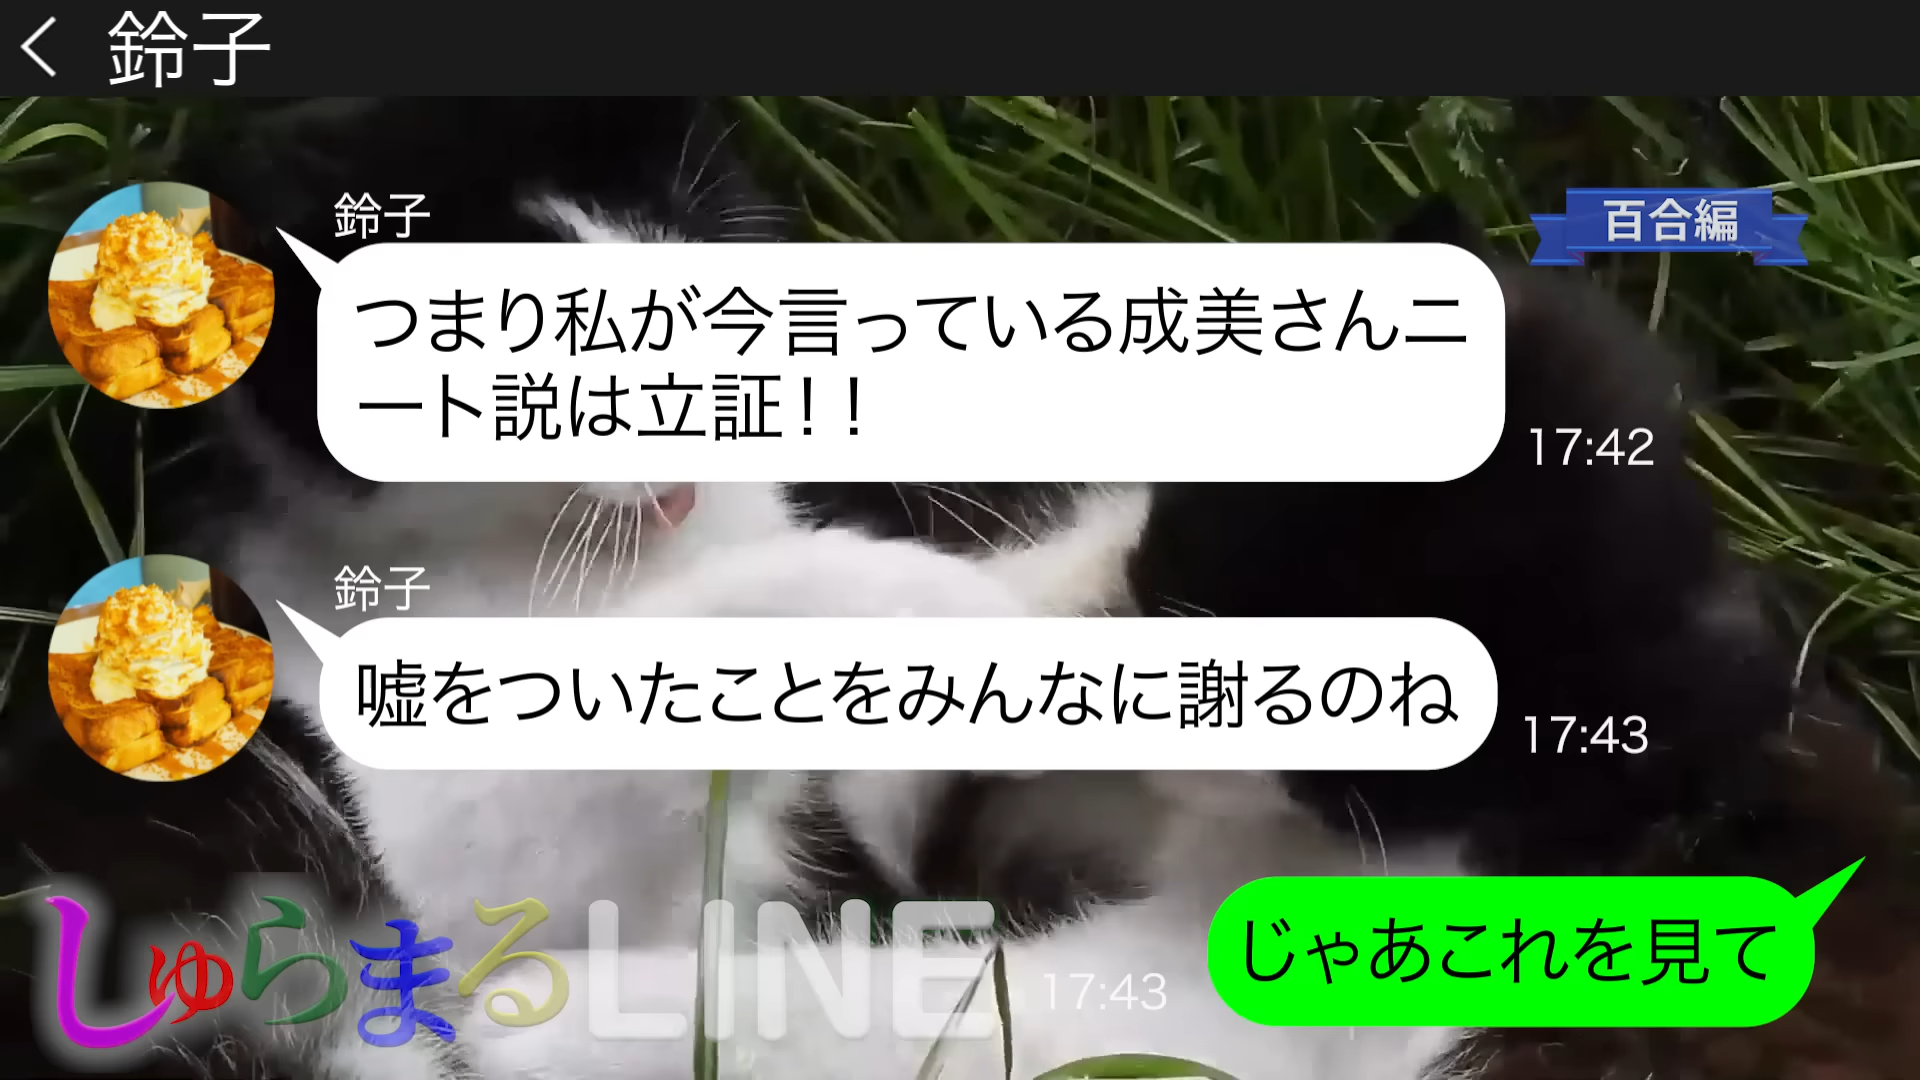 鈴子
百合編
鈴子
つまり私が今言っている成美さんニ
ート説は立証！！
17:42
鈴子
嘘をついたことをみんなに謝るのね
17:43
じゃあこれを見て
17:43
しゅらまるLINE